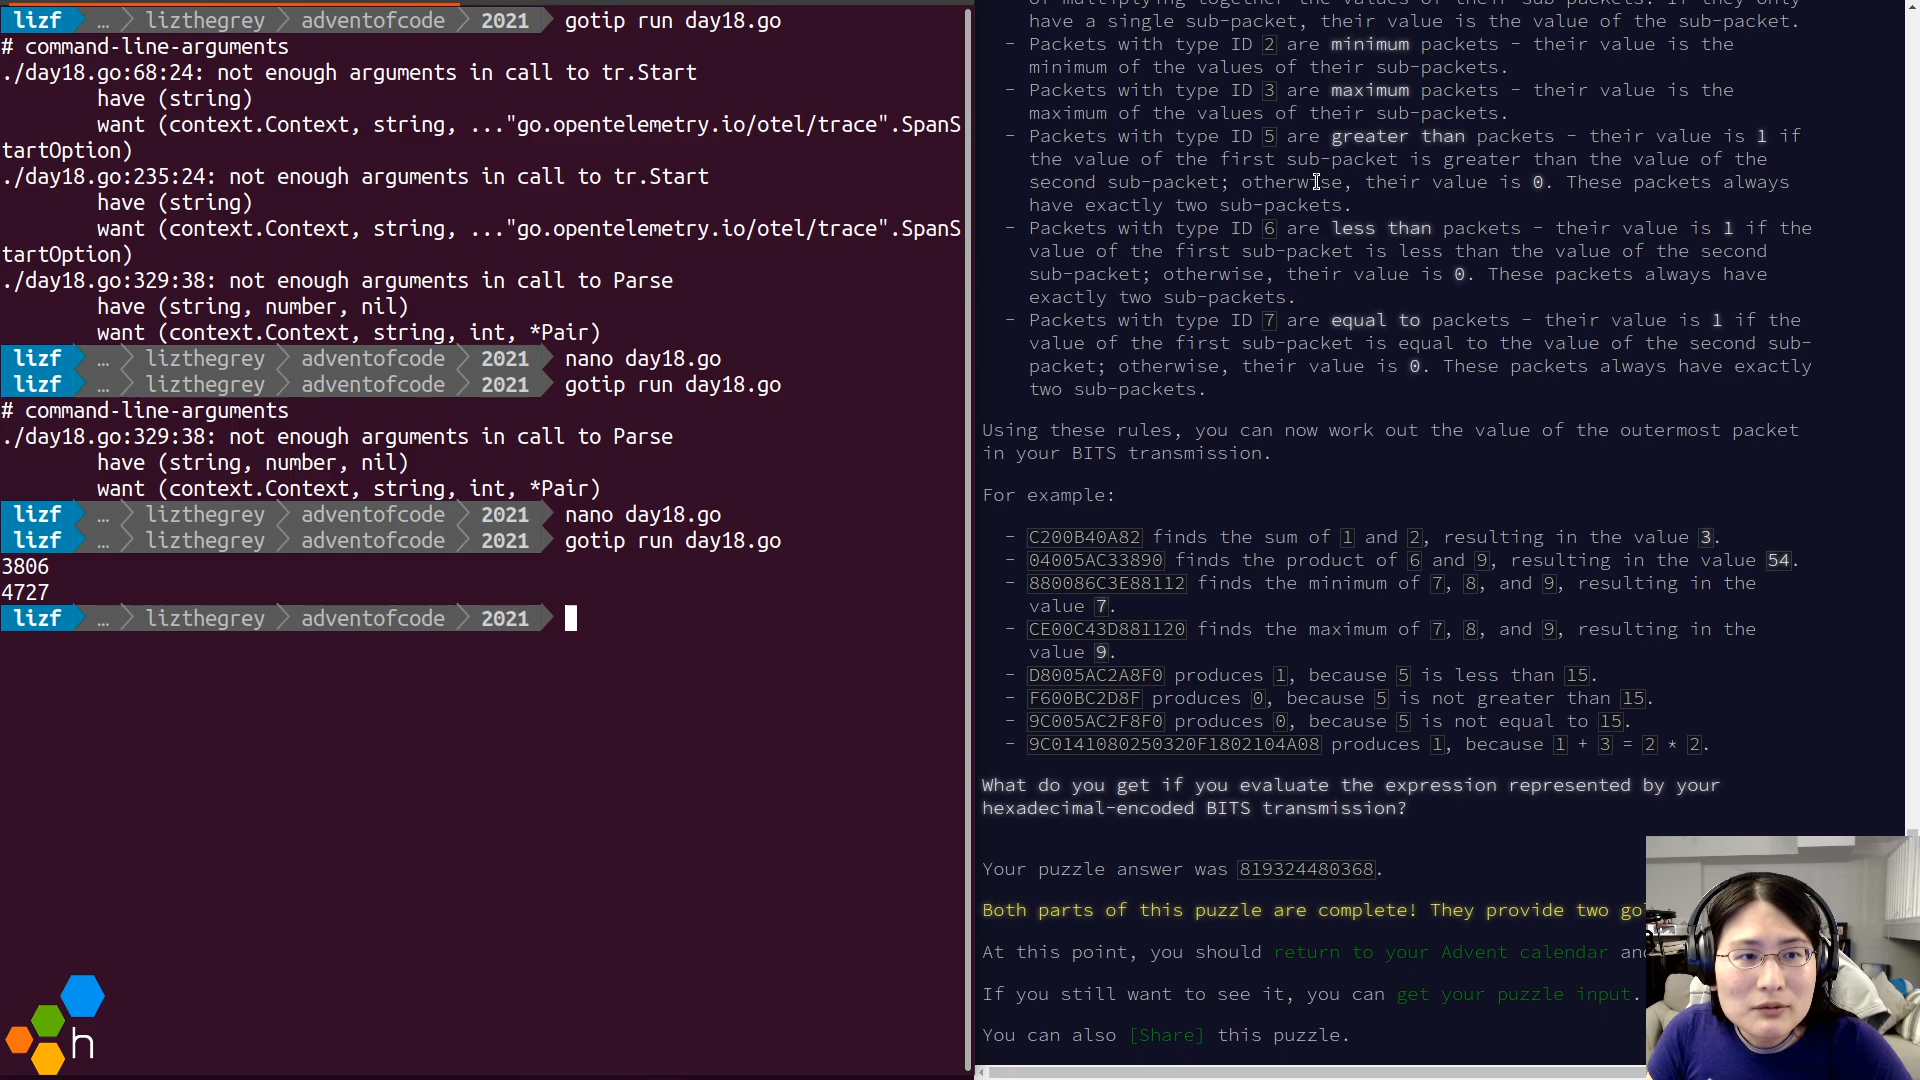 lizf … lizthegrey adventofcode 2021 gotip run day18.go
# command-line-arguments
./day18.go:68:24: not enough arguments in call to tr.Start
have (string)
want (context.Context, string, ..."go.opentelemetry.io/otel/trace".SpanS
tartOption)
./day18.go:235:24: not enough arguments in call to tr.Start
have (string)
want (context.Context, string, ..."go.opentelemetry.io/otel/trace".SpanS
tartOption)
./day18.go:329:38: not enough arguments in call to Parse
have (string, number, nil)
want (context.Context, string, int, *Pair)
lizf … lizthegrey adventofcode 2021 nano day18.go
lizf … lizthegrey adventofcode 2021 gotip run day18.go
# command-line-arguments
./day18.go:329:38: not enough arguments in call to Parse
have (string, number, nil)
want (context.Context, string, int, *Pair)
lizf … lizthegrey adventofcode 2021 nano day18.go
lizf … lizthegrey adventofcode 2021 gotip run day18.go
3806
4727
lizf … lizthegrey adventofcode 2021
h
of multiplying together the values of their sub-packets. If they only
have a single sub-packet, their value is the value of the sub-packet.
- Packets with type ID 2 are minimum packets - their value is the
minimum of the values of their sub-packets.
- Packets with type ID 3 are maximum packets - their value is the
maximum of the values of their sub-packets.
- Packets with type ID 5 are greater than packets - their value is 1 if
the value of the first sub-packet is greater than the value of the
second sub-packet; otherwise, their value is 0. These packets always
have exactly two sub-packets.
- Packets with type ID 6 are less than packets - their value is 1 if the
value of the first sub-packet is less than the value of the second
sub-packet; otherwise, their value is 0. These packets always have
exactly two sub-packets.
- Packets with type ID 7 are equal to packets - their value is 1 if the
value of the first sub-packet is equal to the value of the second sub-
packet; otherwise, their value is 0. These packets always have exactly
two sub-packets.
Using these rules, you can now work out the value of the outermost packet
in your BITS transmission.
For example:
- C200B40A82 finds the sum of 1 and 2, resulting in the value 3.
- 04005AC33890 finds the product of 6 and 9, resulting in the value 54.
- 880086C3E88112 finds the minimum of 7, 8, and 9, resulting in the
value 7.
- CE00C43D881120 finds the maximum of 7, 8, and 9, resulting in the
value 9.
- D8005AC2A8F0 produces 1, because 5 is less than 15.
- F600BC2D8F produces 0, because 5 is not greater than 15.
- 9C005AC2F8F0 produces 0, because 5 is not equal to 15.
- 9C0141080250320F1802104A08 produces 1, because 1 + 3 = 2 * 2.
What do you get if you evaluate the expression represented by your
hexadecimal-encoded BITS transmission?
Your puzzle answer was 819324480368.
Both parts of this puzzle are complete! They provide two go
At this point, you should return to your Advent calendar and
If you still want to see it, you can get your puzzle input.
You can also [Share] this puzzle.